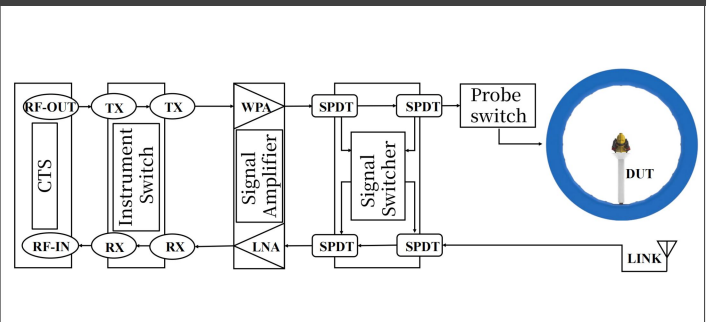 RF-OUT
TX
TX
WPA
SPDT
SPDT
Probe
switch
CTS
Instrument
Switch
Signal
Amplifier
Signal
Switcher
DUT
RF-IN
RX
RX
LNA
SPDT
SPDT
LINK